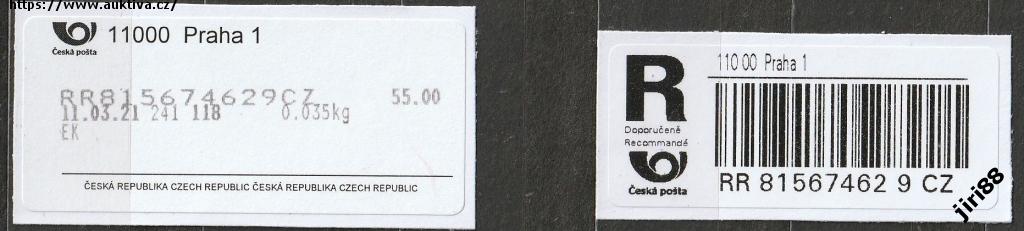 https://www.auktiva.cz/
Česká pošta
11000 Praha 1
RR815674629CZ 55.00
11.03.21 241 118 0.035kg
EK
ČESKÁ REPUBLIKA CZECH REPUBLIC ČESKÁ REPUBLIKA CZECH REPUBLIC
R
110 00 Praha 1
Doporučeně
Recommandé
Česká pošta
RR 81567462 9 CZ
jiri88